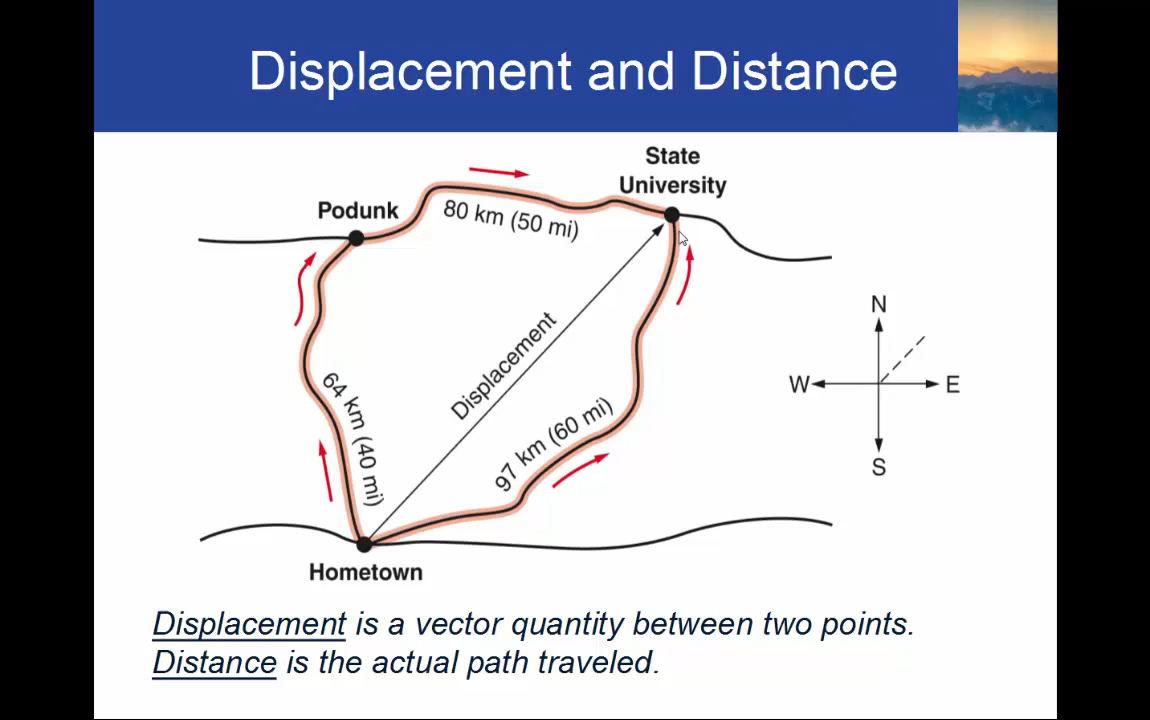 Displacement and Distance
State
University
Podunk
80 km (50 mi)
N
Displacement
W
E
64 km (40 mi)
97 km (60 mi)
S
Hometown
Displacement is a vector quantity between two points.
Distance is the actual path traveled.